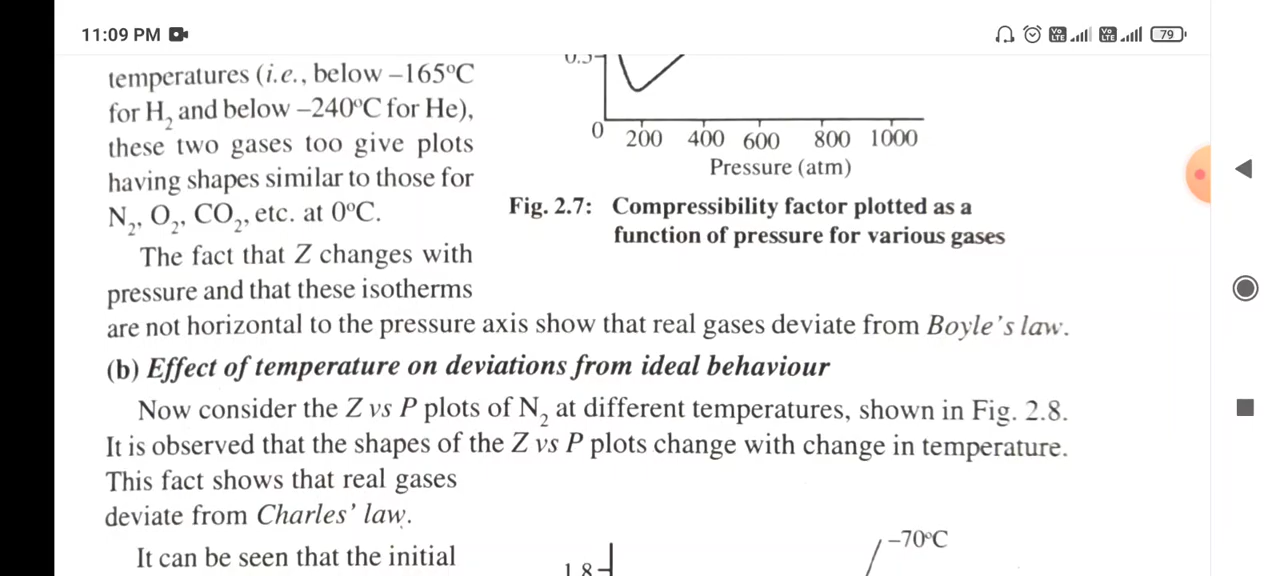 11:09 PM
Vo LTE
Vo LTE
79
temperatures (i.e., below –165°C
for H₂ and below –240°C for He),
these two gases too give plots
having shapes similar to those for
N₂, O₂, CO₂, etc. at 0°C.
0
200 400 600 800 1000
Pressure (atm)
Fig. 2.7: Compressibility factor plotted as a
function of pressure for various gases
The fact that Z changes with
pressure and that these isotherms
are not horizontal to the pressure axis show that real gases deviate from Boyle's law.
(b) Effect of temperature on deviations from ideal behaviour
Now consider the Z vs P plots of N₂ at different temperatures, shown in Fig. 2.8.
It is observed that the shapes of the Z vs P plots change with change in temperature.
This fact shows that real gases
deviate from Charles' law.
It can be seen that the initial
1.8
–70°C